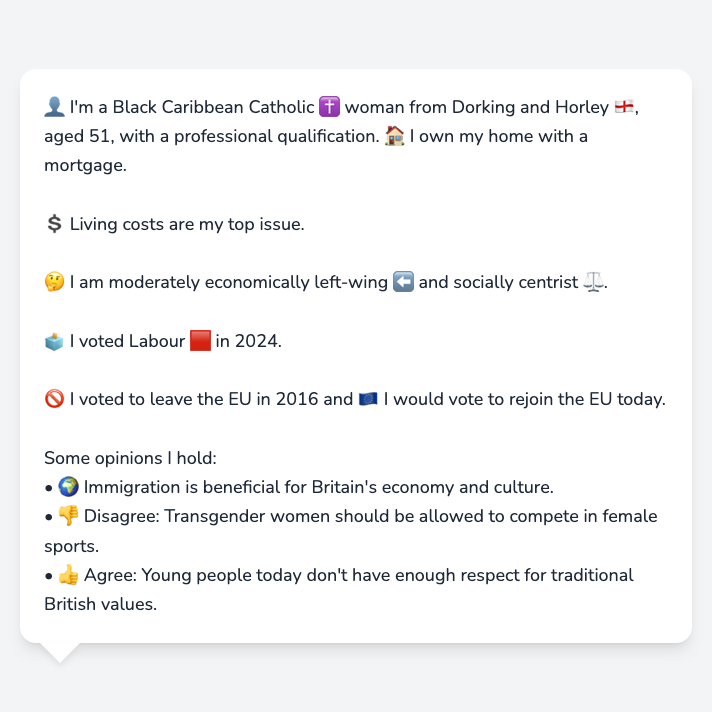 👤 I'm a Black Caribbean Catholic ✝️ woman from Dorking and Horley 🏴󠁧󠁢󠁥󠁮󠁧󠁿,
aged 51, with a professional qualification. 🏠 I own my home with a
mortgage.
💲 Living costs are my top issue.
🤔 I am moderately economically left-wing ⬅️ and socially centrist ⚖️.
🗳️ I voted Labour 🟥 in 2024.
🚫 I voted to leave the EU in 2016 and 🇪🇺 I would vote to rejoin the EU today.
Some opinions I hold:
• 🌍 Immigration is beneficial for Britain's economy and culture.
• 👎 Disagree: Transgender women should be allowed to compete in female
sports.
• 👍 Agree: Young people today don't have enough respect for traditional
British values.